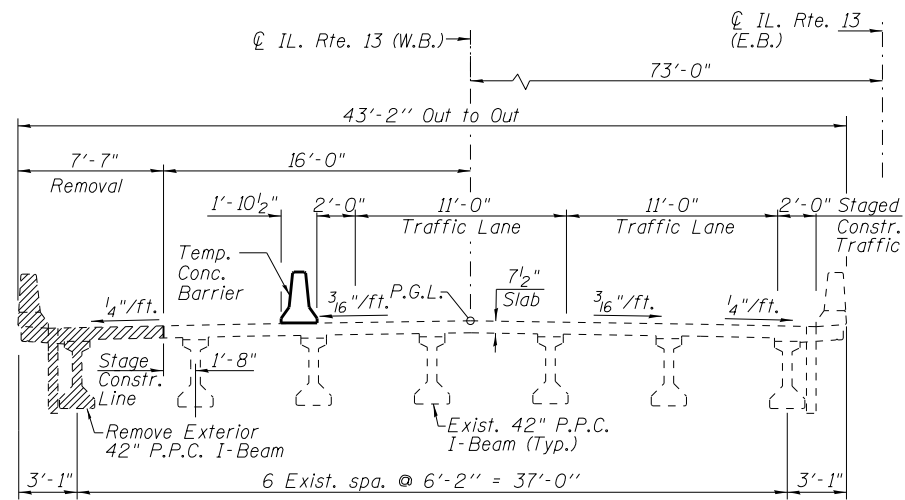 ℄ IL. Rte. 13 (W.B.)
℄ IL. Rte. 13
(E.B.)
73'-0"
43'-2" Out to Out
7'-7"
Removal
16'-0"
1'-10 1/2"
2'-0"
11'-0"
Traffic Lane
11'-0"
Traffic Lane
2'-0" Staged
Constr.
Traffic
Temp.
Conc.
Barrier
1/4"/ft.
3/16"/ft.
P.G.L.
7 1/2"
Slab
3/16"/ft.
1/4"/ft.
Stage
Constr.
Line
1'-8"
Remove Exterior
42" P.P.C. I-Beam
Exist. 42" P.P.C.
I-Beam (Typ.)
3'-1"
6 Exist. spa. @ 6'-2" = 37'-0"
3'-1"